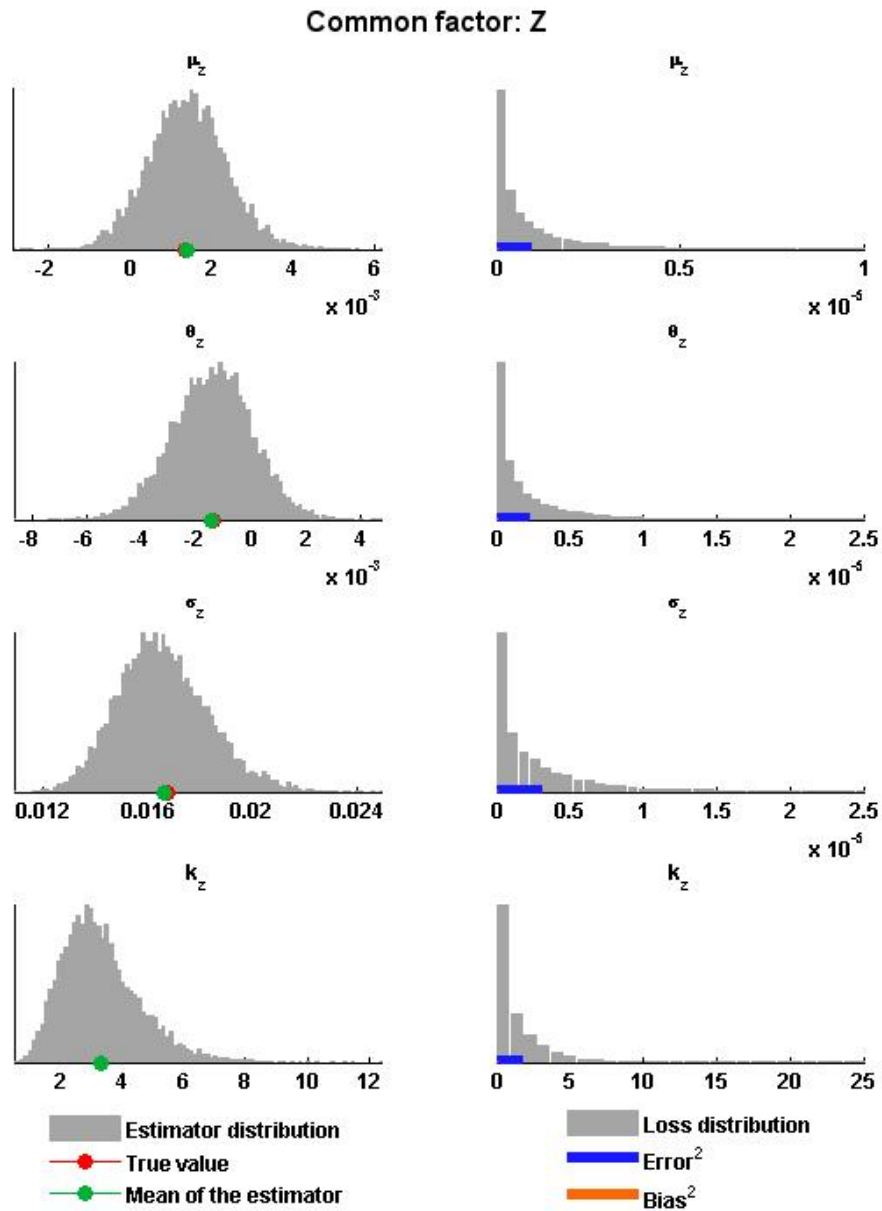 Common factor: Z
μz
μz
-2 0 2 4 6
x 10^-3
0 0.5 1
x 10^-5
θz
θz
-8 -6 -4 -2 0 2 4
x 10^-3
0 0.5 1 1.5 2 2.5
x 10^-5
σz
σz
0.012 0.016 0.02 0.024
0 0.5 1 1.5 2 2.5
x 10^-5
kz
kz
2 4 6 8 10 12
0 5 10 15 20 25
Estimator distribution
True value
Mean of the estimator
Loss distribution
Error²
Bias²